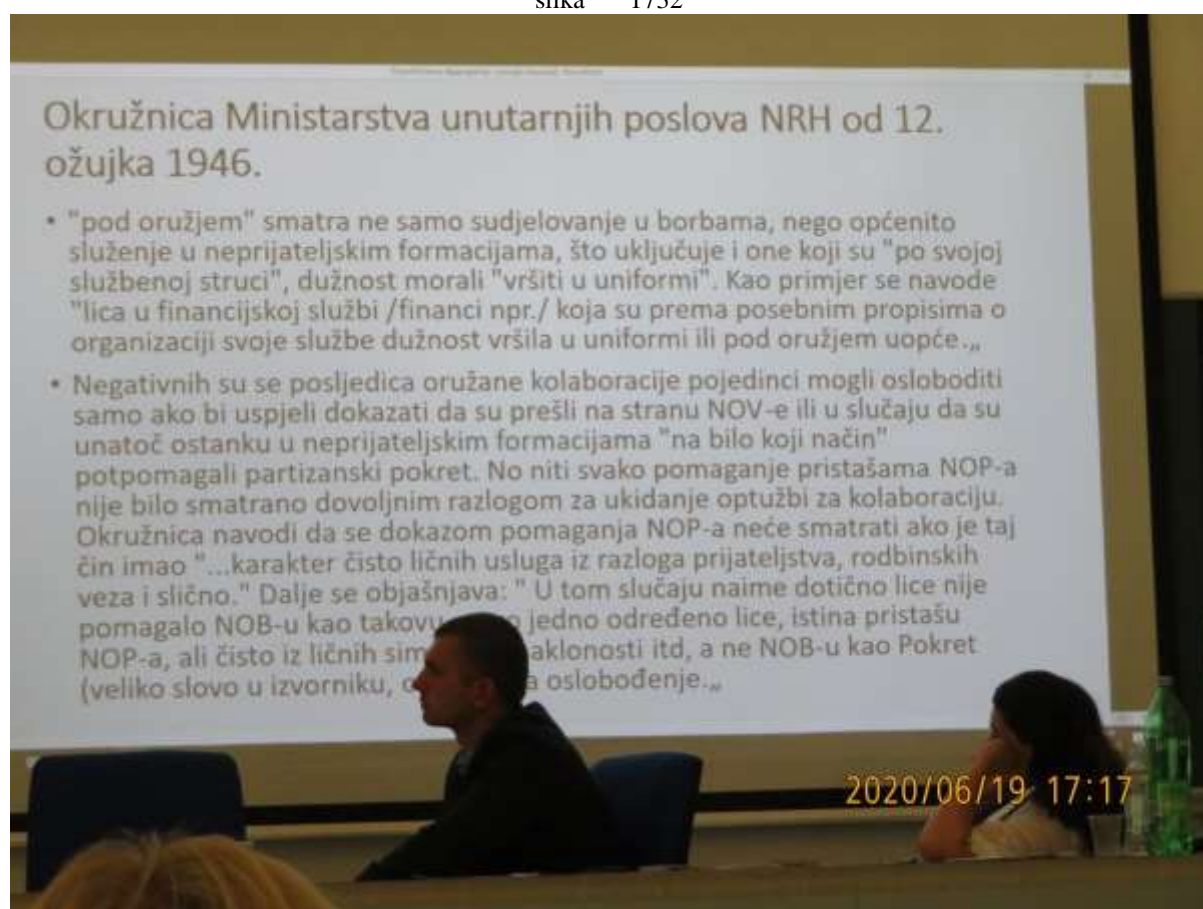 slika 1732
Okružnica Ministarstva unutarnjih poslova NRH od 12.
ožujka 1946.
• "pod oružjem" smatra ne samo sudjelovanje u borbama, nego općenito
služenje u neprijateljskim formacijama, što uključuje i one koji su "po svojoj
službenoj struci", dužnost morali "vršiti u uniformi". Kao primjer se navode
"lica u financijskoj službi /financi npr./ koja su prema posebnim propisima o
organizaciji svoje službe dužnost vršila u uniformi ili pod oružjem uopće.„
• Negativnih su se posljedica oružane kolaboracije pojedinci mogli osloboditi
samo ako bi uspjeli dokazati da su prešli na stranu NOV-e ili u slučaju da su
unatoč ostanku u neprijateljskim formacijama "na bilo koji način"
potpomagali partizanski pokret. No niti svako pomaganje pristašama NOP-a
nije bilo smatrano dovoljnim razlogom za ukidanje optužbi za kolaboraciju.
Okružnica navodi da se dokazom pomaganja NOP-a neće smatrati ako je taj
čin imao "...karakter čisto ličnih usluga iz razloga prijateljstva, rodbinskih
veza i slično." Dalje se objašnjava: " U tom slučaju naime dotično lice nije
pomagalo NOB-u kao takovu jedno određeno lice, istina pristašu
NOP-a, ali čisto iz ličnih itd, a ne NOB-u kao Pokret
(veliko slovo u izvorniku, oslobođenje.„
2020/06/19 17:17